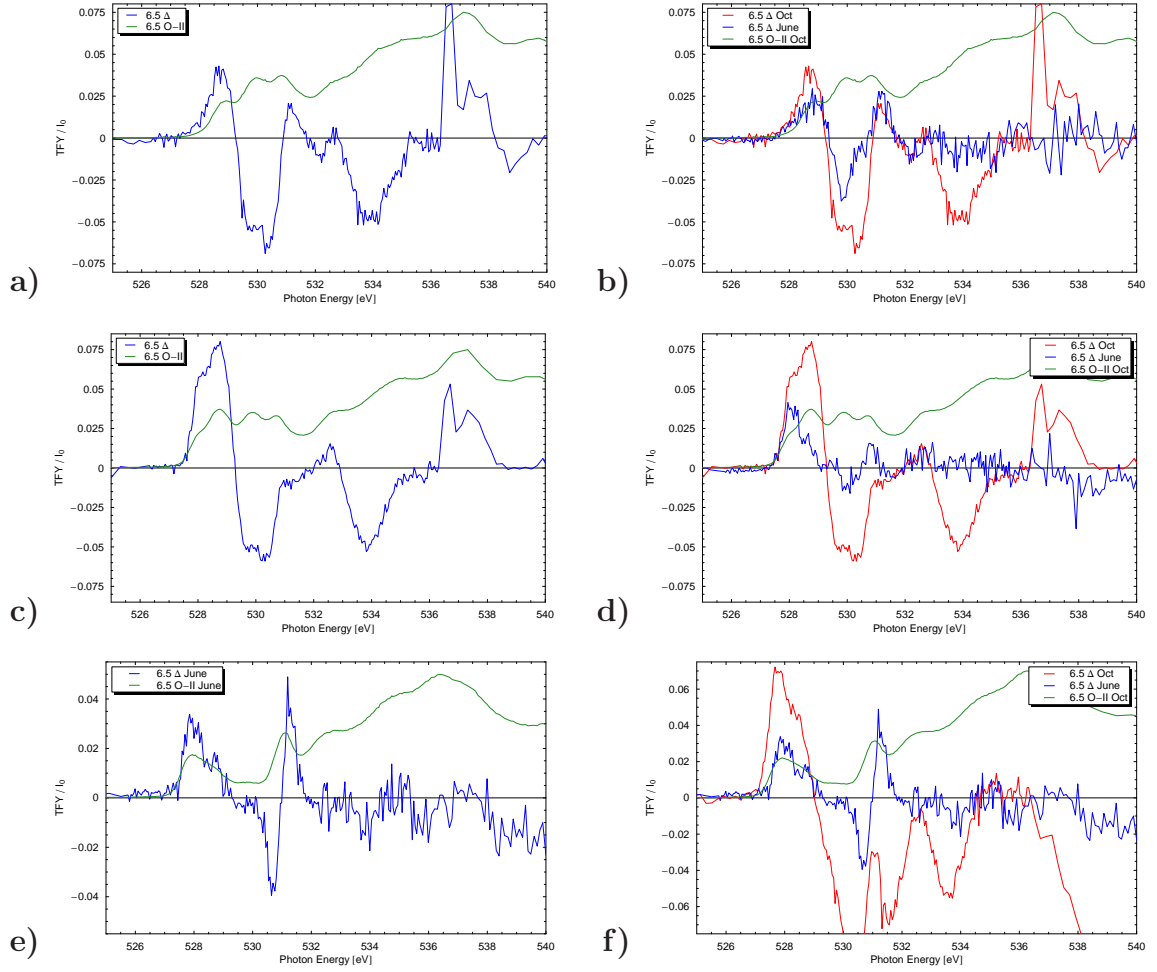 6.5 Δ
6.5 O−II
0.075
0.05
0.025
0
−0.025
−0.05
−0.075
TFY / I0
526 528 530 532 534 536 538 540
Photon Energy [eV]
a)
6.5 Δ Oct
6.5 Δ June
6.5 O−II Oct
0.075
0.05
0.025
0
−0.025
−0.05
−0.075
TFY / I0
526 528 530 532 534 536 538 540
Photon Energy [eV]
b)
6.5 Δ
6.5 O−II
0.075
0.05
0.025
0
−0.025
−0.05
−0.075
TFY / I0
526 528 530 532 534 536 538 540
Photon Energy [eV]
c)
6.5 Δ Oct
6.5 Δ June
6.5 O−II Oct
0.075
0.05
0.025
0
−0.025
−0.05
−0.075
TFY / I0
526 528 530 532 534 536 538 540
Photon Energy [eV]
d)
6.5 Δ June
6.5 O−II June
0.04
0.02
0
−0.02
−0.04
TFY / I0
526 528 530 532 534 536 538 540
Photon Energy [eV]
e)
6.5 Δ Oct
6.5 Δ June
6.5 O−II Oct
0.06
0.04
0.02
0
−0.02
−0.04
−0.06
TFY / I0
526 528 530 532 534 536 538 540
Photon Energy [eV]
f)